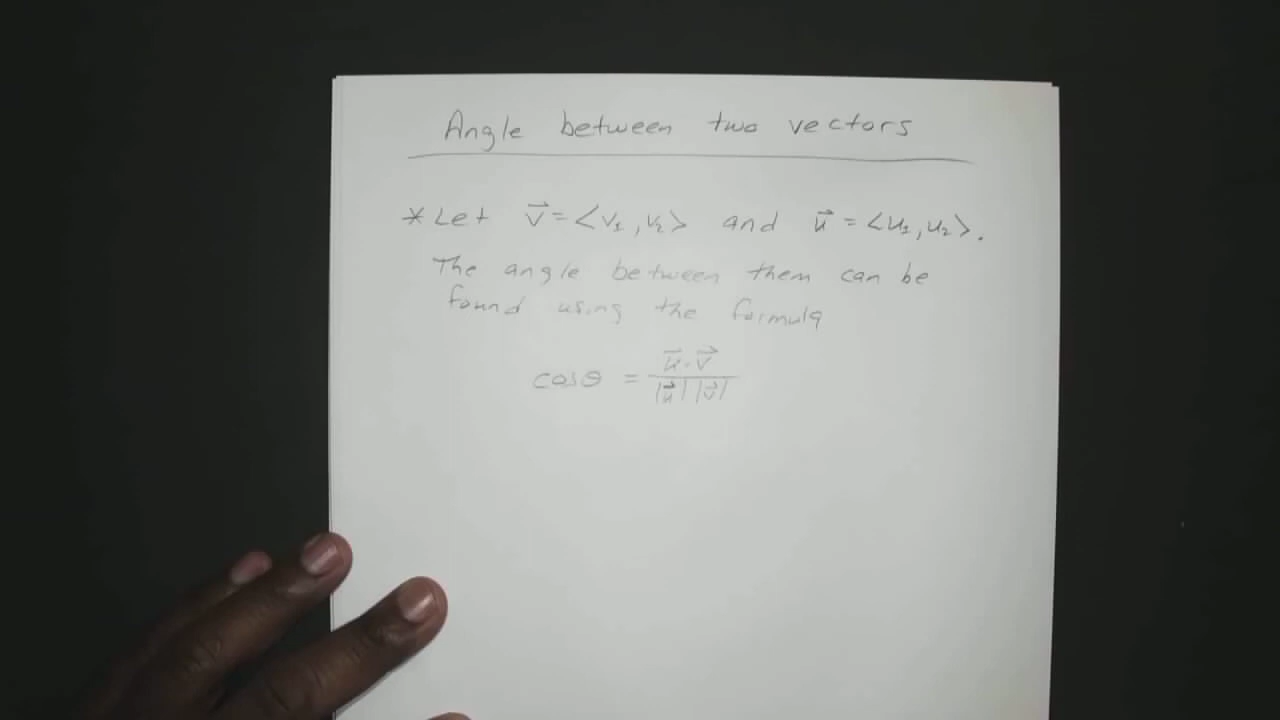 Angle between two vectors
* Let v⃗ = <v₁, v₂> and u⃗ = <u₁, u₂>.
The angle between them can be
found using the formula
cosθ = u⃗·v⃗ / |u⃗| |v⃗|